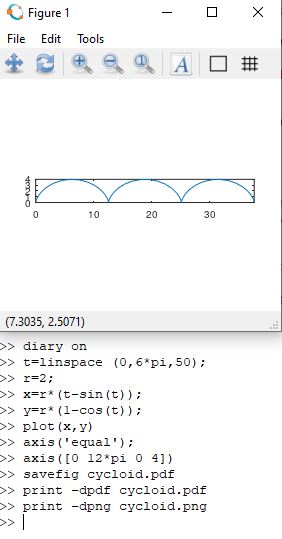 Figure 1
File Edit Tools
A
4
3
2
1
0
0 10 20 30
(7.3035, 2.5071)
>> diary on
>> t=linspace (0,6*pi,50);
>> r=2;
>> x=r*(t-sin(t));
>> y=r*(1-cos(t));
>> plot(x,y)
>> axis('equal');
>> axis([0 12*pi 0 4])
>> savefig cycloid.pdf
>> print -dpdf cycloid.pdf
>> print -dpng cycloid.png
>>